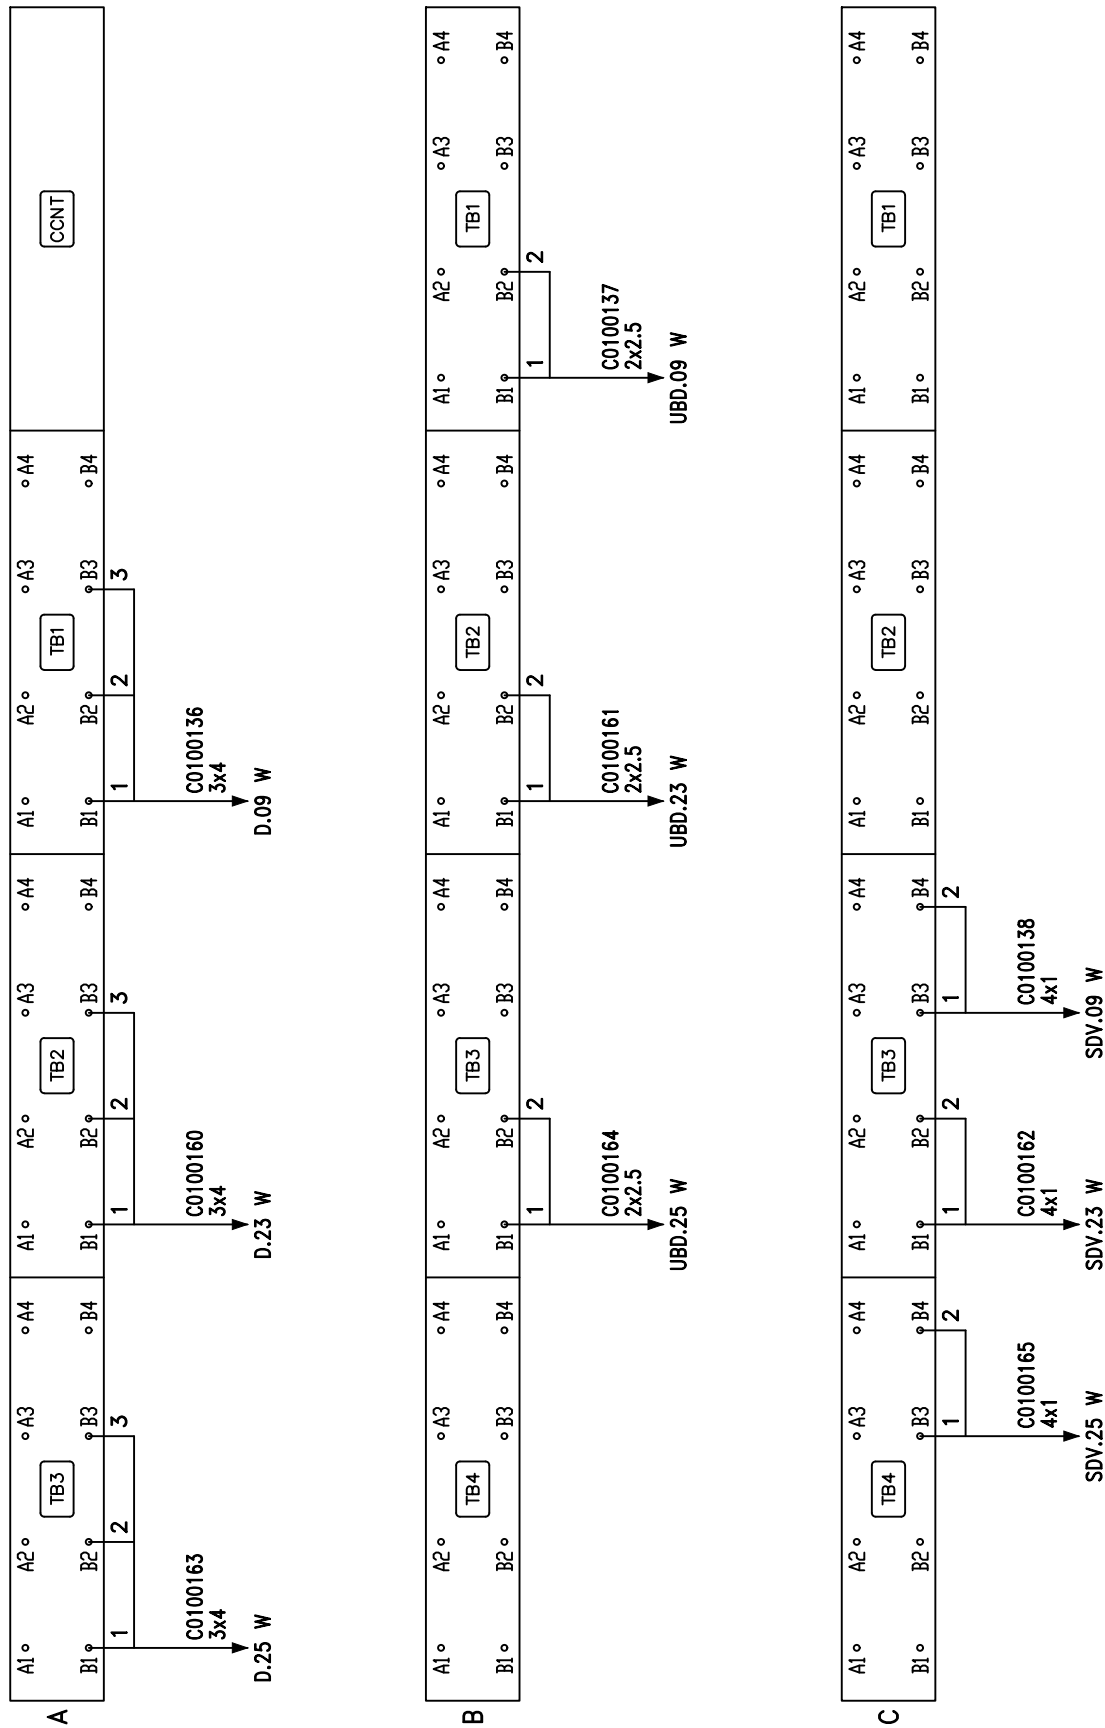 A
A1 A2 A3 A4 A1 A2 A3 A4 A1 A2 A3 A4
TB3 TB2 TB1 CCNT
B1 B2 B3 B4 B1 B2 B3 B4 B1 B2 B3 B4
1 2 3 1 2 3 1 2 3
C0100163 C0100160 C0100136
3x4 3x4 3x4
D.25 W D.23 W D.09 W
B
A1 A2 A3 A4 A1 A2 A3 A4 A1 A2 A3 A4 A1 A2 A3 A4
TB4 TB3 TB2 TB1
B1 B2 B3 B4 B1 B2 B3 B4 B1 B2 B3 B4 B1 B2 B3 B4
1 2 1 2 1 2
C0100164 C0100161 C0100137
2x2.5 2x2.5 2x2.5
UBD.25 W UBD.23 W UBD.09 W
C
A1 A2 A3 A4 A1 A2 A3 A4 A1 A2 A3 A4 A1 A2 A3 A4
TB4 TB3 TB2 TB1
B1 B2 B3 B4 B1 B2 B3 B4 B1 B2 B3 B4 B1 B2 B3 B4
1 2 1 2 1 2
C0100165 C0100162 C0100138
4x1 4x1 4x1
SDV.25 W SDV.23 W SDV.09 W